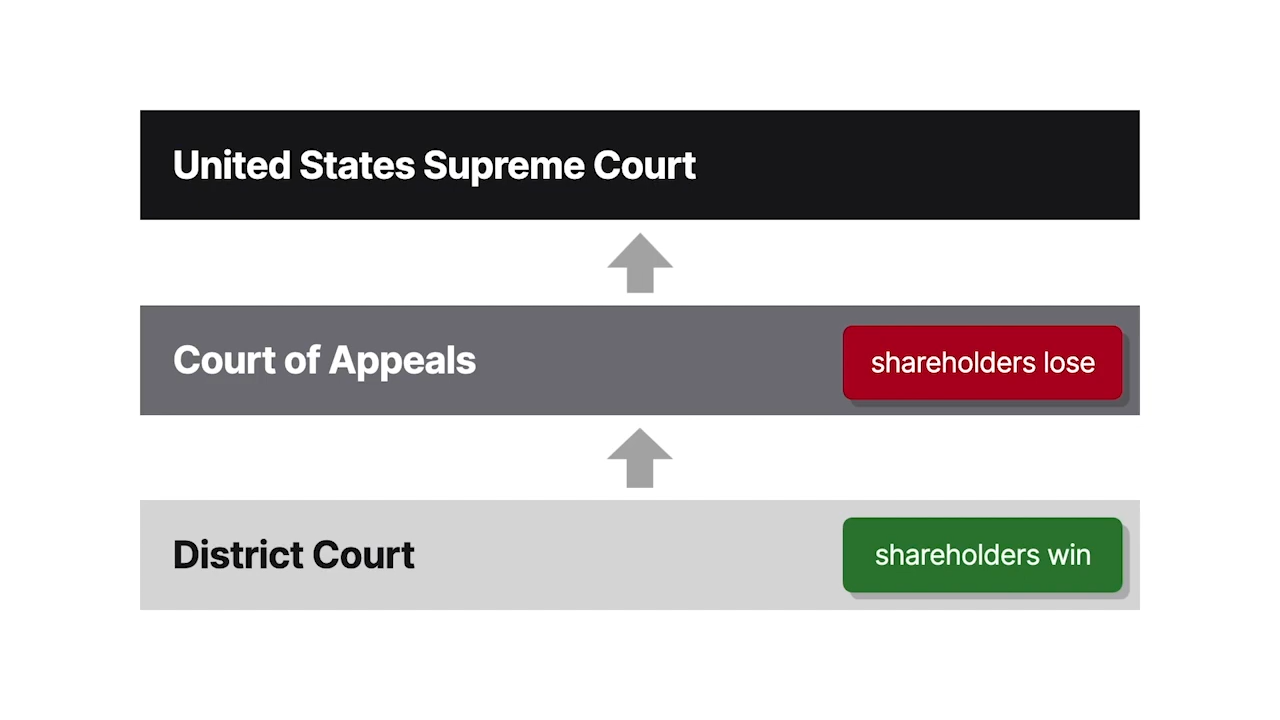 United States Supreme Court
Court of Appeals
shareholders lose
District Court
shareholders win